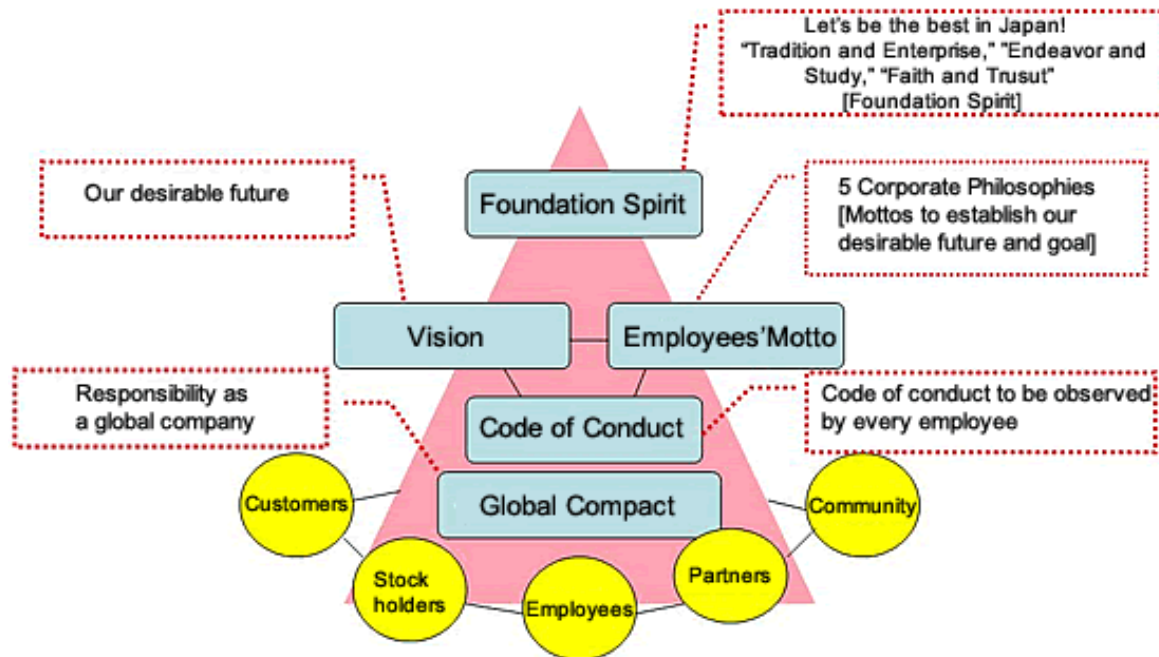 Let's be the best in Japan!
"Tradition and Enterprise," "Endeavor and
Study," "Faith and Trusut"
[Foundation Spirit]
Our desirable future
Foundation Spirit
5 Corporate Philosophies
[Mottos to establish our
desirable future and goal]
Vision
Employees'Motto
Responsibility as
a global company
Code of Conduct
Code of conduct to be observed
by every employee
Global Compact
Customers
Stock
holders
Employees
Partners
Community